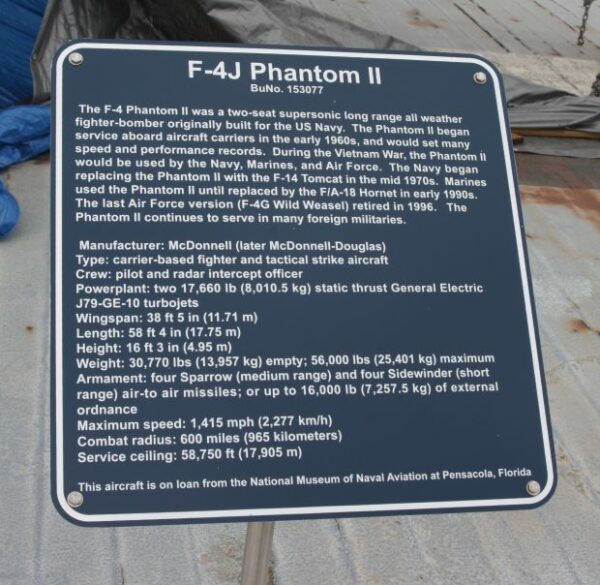 F-4J Phantom II
BuNo. 153077
The F-4 Phantom II was a two-seat supersonic long range all weather
fighter-bomber originally built for the US Navy. The Phantom II began
service aboard aircraft carriers in the early 1960s, and would set many
speed and performance records. During the Vietnam War, the Phantom II
would be used by the Navy, Marines, and Air Force. The Navy began
replacing the Phantom II with the F-14 Tomcat in the mid 1970s. Marines
used the Phantom II until replaced by the F/A-18 Hornet in early 1990s.
The last Air Force version (F-4G Wild Weasel) retired in 1996. The
Phantom II continues to serve in many foreign militaries.
Manufacturer: McDonnell (later McDonnell-Douglas)
Type: carrier-based fighter and tactical strike aircraft
Crew: pilot and radar intercept officer
Powerplant: two 17,660 lb (8,010.5 kg) static thrust General Electric
J79-GE-10 turbojets
Wingspan: 38 ft 5 in (11.71 m)
Length: 58 ft 4 in (17.75 m)
Height: 16 ft 3 in (4.95 m)
Weight: 30,770 lbs (13,957 kg) empty; 56,000 lbs (25,401 kg) maximum
Armament: four Sparrow (medium range) and four Sidewinder (short
range) air-to air missiles; or up to 16,000 lb (7,257.5 kg) of external
ordnance
Maximum speed: 1,415 mph (2,277 km/h)
Combat radius: 600 miles (965 kilometers)
Service ceiling: 58,750 ft (17,905 m)
This aircraft is on loan from the National Museum of Naval Aviation at Pensacola, Florida